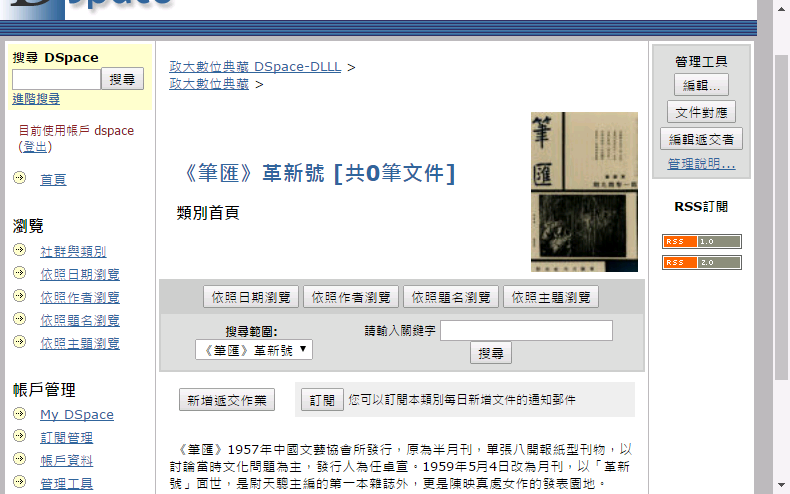 DSpace
搜尋 DSpace
搜尋
進階搜尋
目前使用帳戶 dspace
(登出)
首頁
瀏覽
社群與類別
依照日期瀏覽
依照作者瀏覽
依照題名瀏覽
依照主題瀏覽
帳戶管理
My DSpace
訂閱管理
帳戶資料
管理工具
政大數位典藏 DSpace-DLLL >
政大數位典藏 >
《筆匯》革新號 [共0筆文件]
類別首頁
筆匯
依照日期瀏覽 依照作者瀏覽 依照題名瀏覽 依照主題瀏覽
搜尋範圍: 請輸入關鍵字
《筆匯》革新號
搜尋
新增遞交作業 訂閱 您可以訂閱本類別每日新增文件的通知郵件
《筆匯》1957年中國文藝協會所發行，原為半月刊，單張八開報紙型刊物，以
討論當時文化問題為主，發行人為任卓宣。1959年5月4日改為月刊，以「革新
號」面世，是尉天驄主編的第一本雜誌外，更是陳映真處女作的發表園地。
管理工具
編輯...
文件對應
編輯遞交者
管理說明...
RSS訂閱
RSS 1.0
RSS 2.0